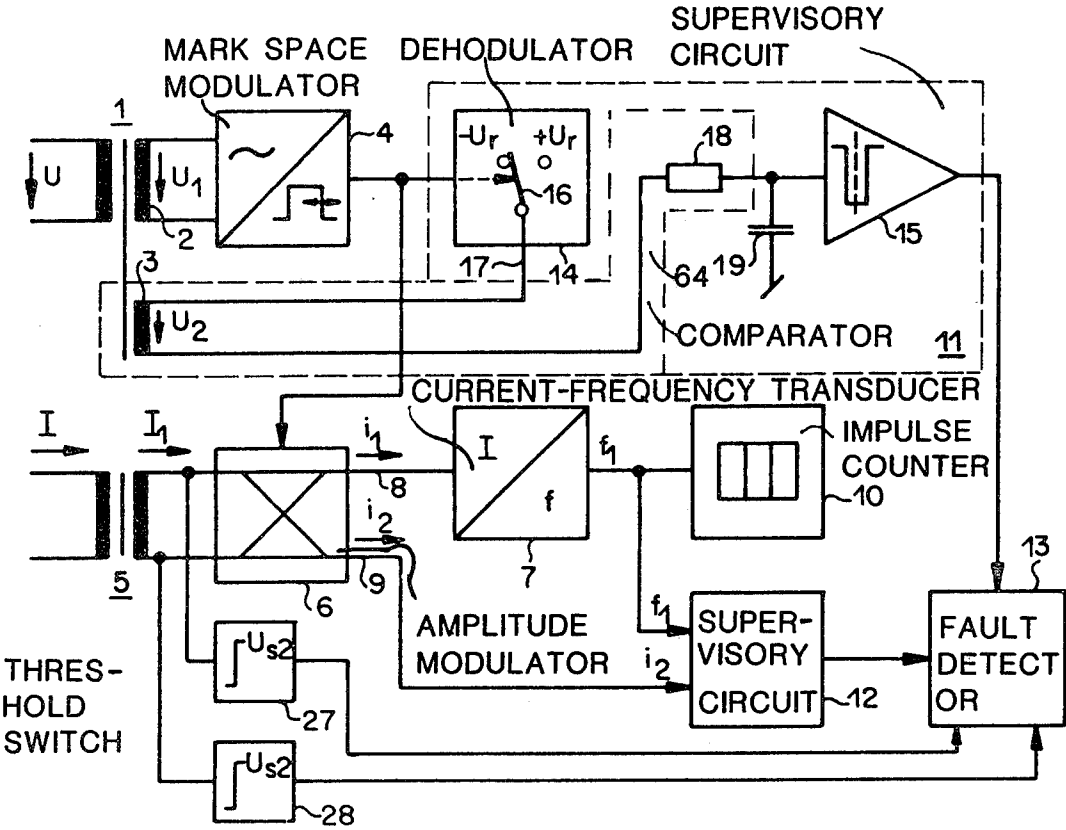 SUPERVISORY
CIRCUIT
MARK SPACE
MODULATOR
DEHODULATOR
1
4
-Ur +Ur
18
U
U1
2
16
15
17
14
64
19
3
U2
COMPARATOR
11
CURRENT-FREQUENCY TRANSDUCER
I
I1
i1
8
I
f
f1
IMPULSE
COUNTER
10
i2
9
7
5
6
13
AMPLITUDE
MODULATOR
f1
i2
SUPER-
VISORY
CIRCUIT
12
FAULT
DETECT
OR
THRES-
HOLD
SWITCH
Us2
27
Us2
28